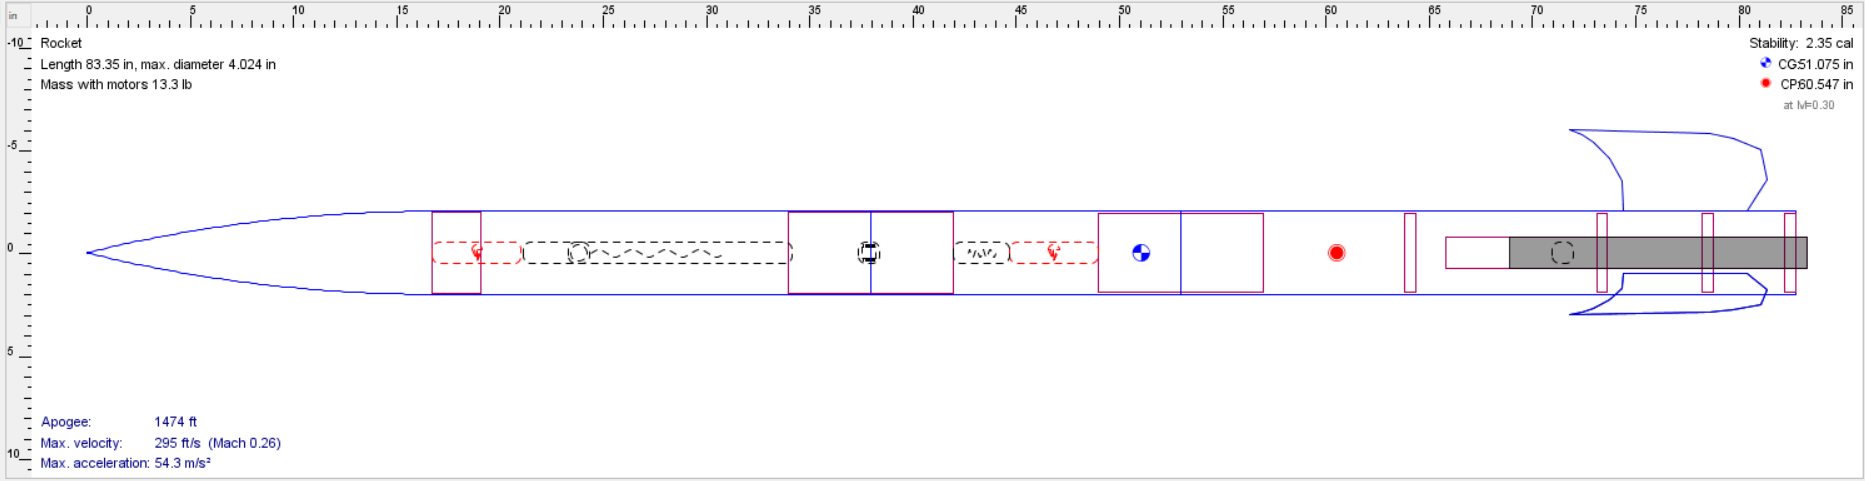 in
0 5 10 15 20 25 30 35 40 45 50 55 60 65 70 75 80 85
-10
-5
0
5
10
Rocket
Length 83.35 in, max. diameter 4.024 in
Mass with motors 13.3 lb
Stability: 2.35 cal
CG:51.075 in
CP:60.547 in
at M=0.30
Apogee: 1474 ft
Max. velocity: 295 ft/s (Mach 0.26)
Max. acceleration: 54.3 m/s²